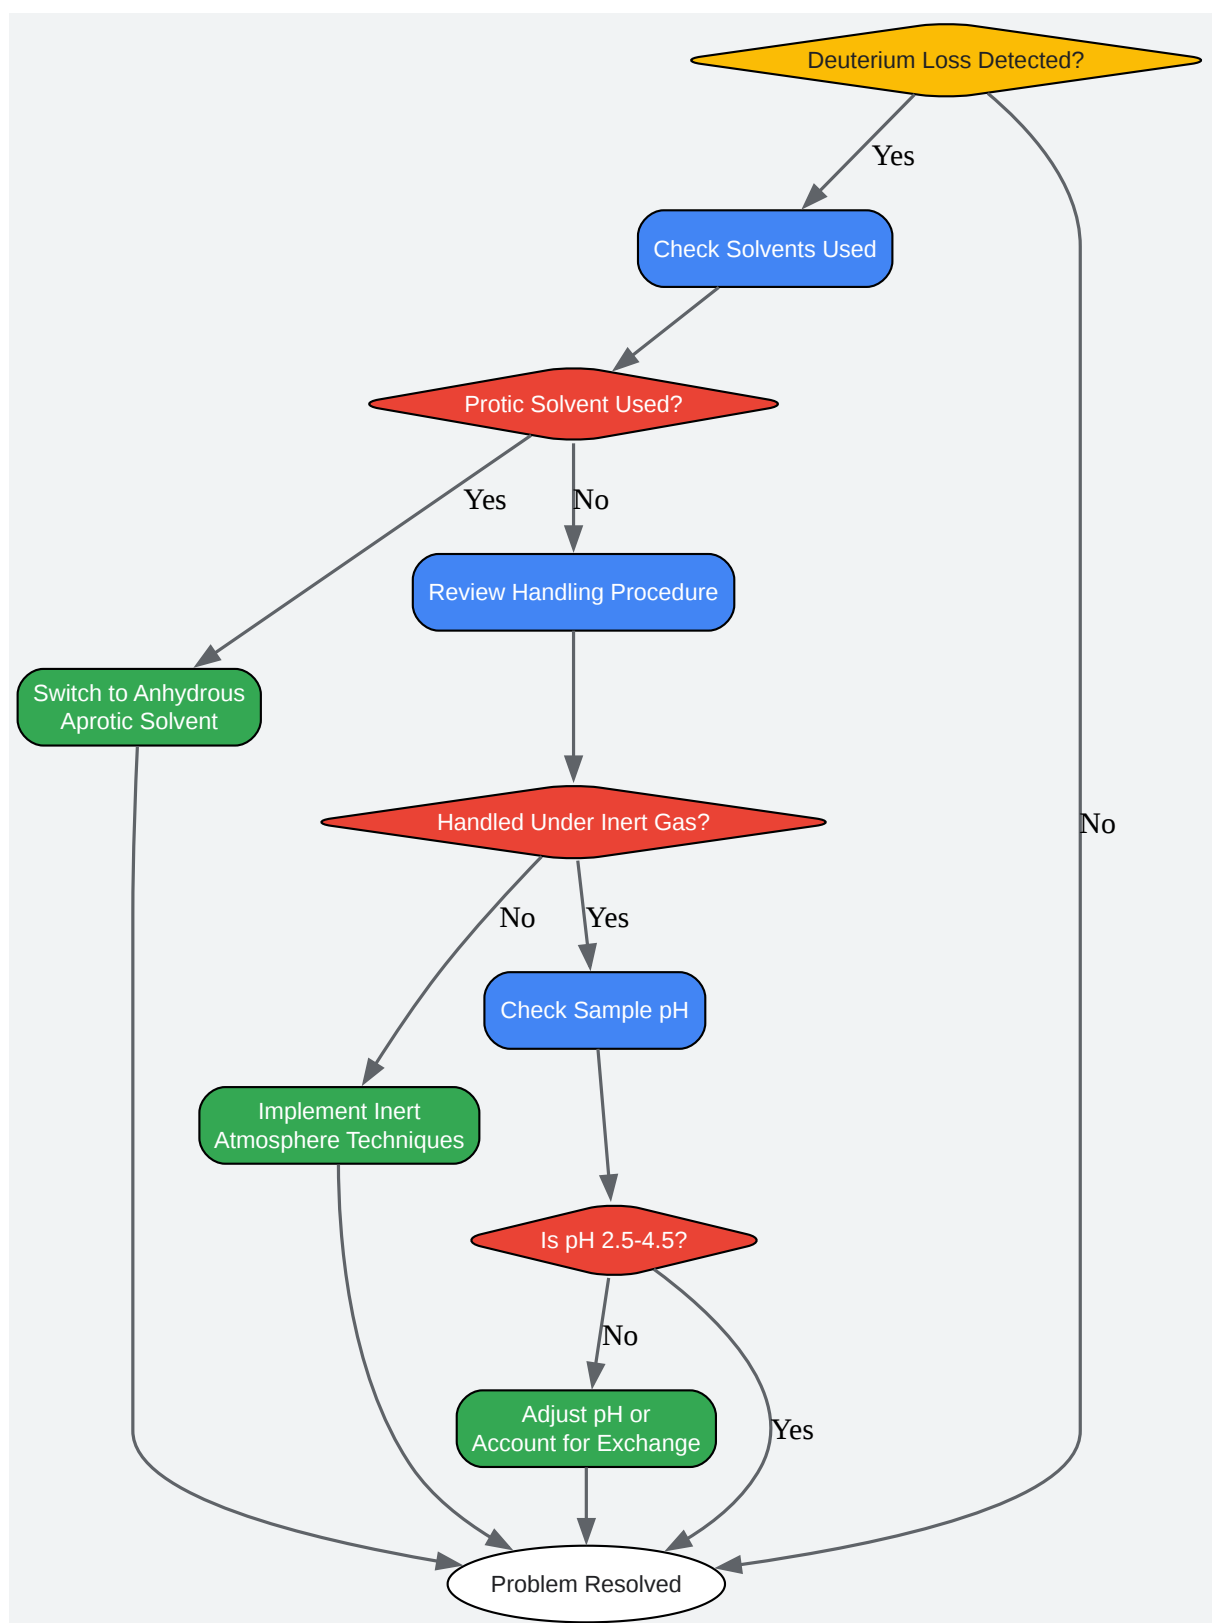 Deuterium Loss Detected?
Yes
Check Solvents Used
Protic Solvent Used?
Yes
No
Review Handling Procedure
Switch to Anhydrous
Aprotic Solvent
Handled Under Inert Gas?
No
No
Yes
Check Sample pH
Implement Inert
Atmosphere Techniques
Is pH 2.5-4.5?
No
Adjust pH or
Account for Exchange
Yes
Problem Resolved